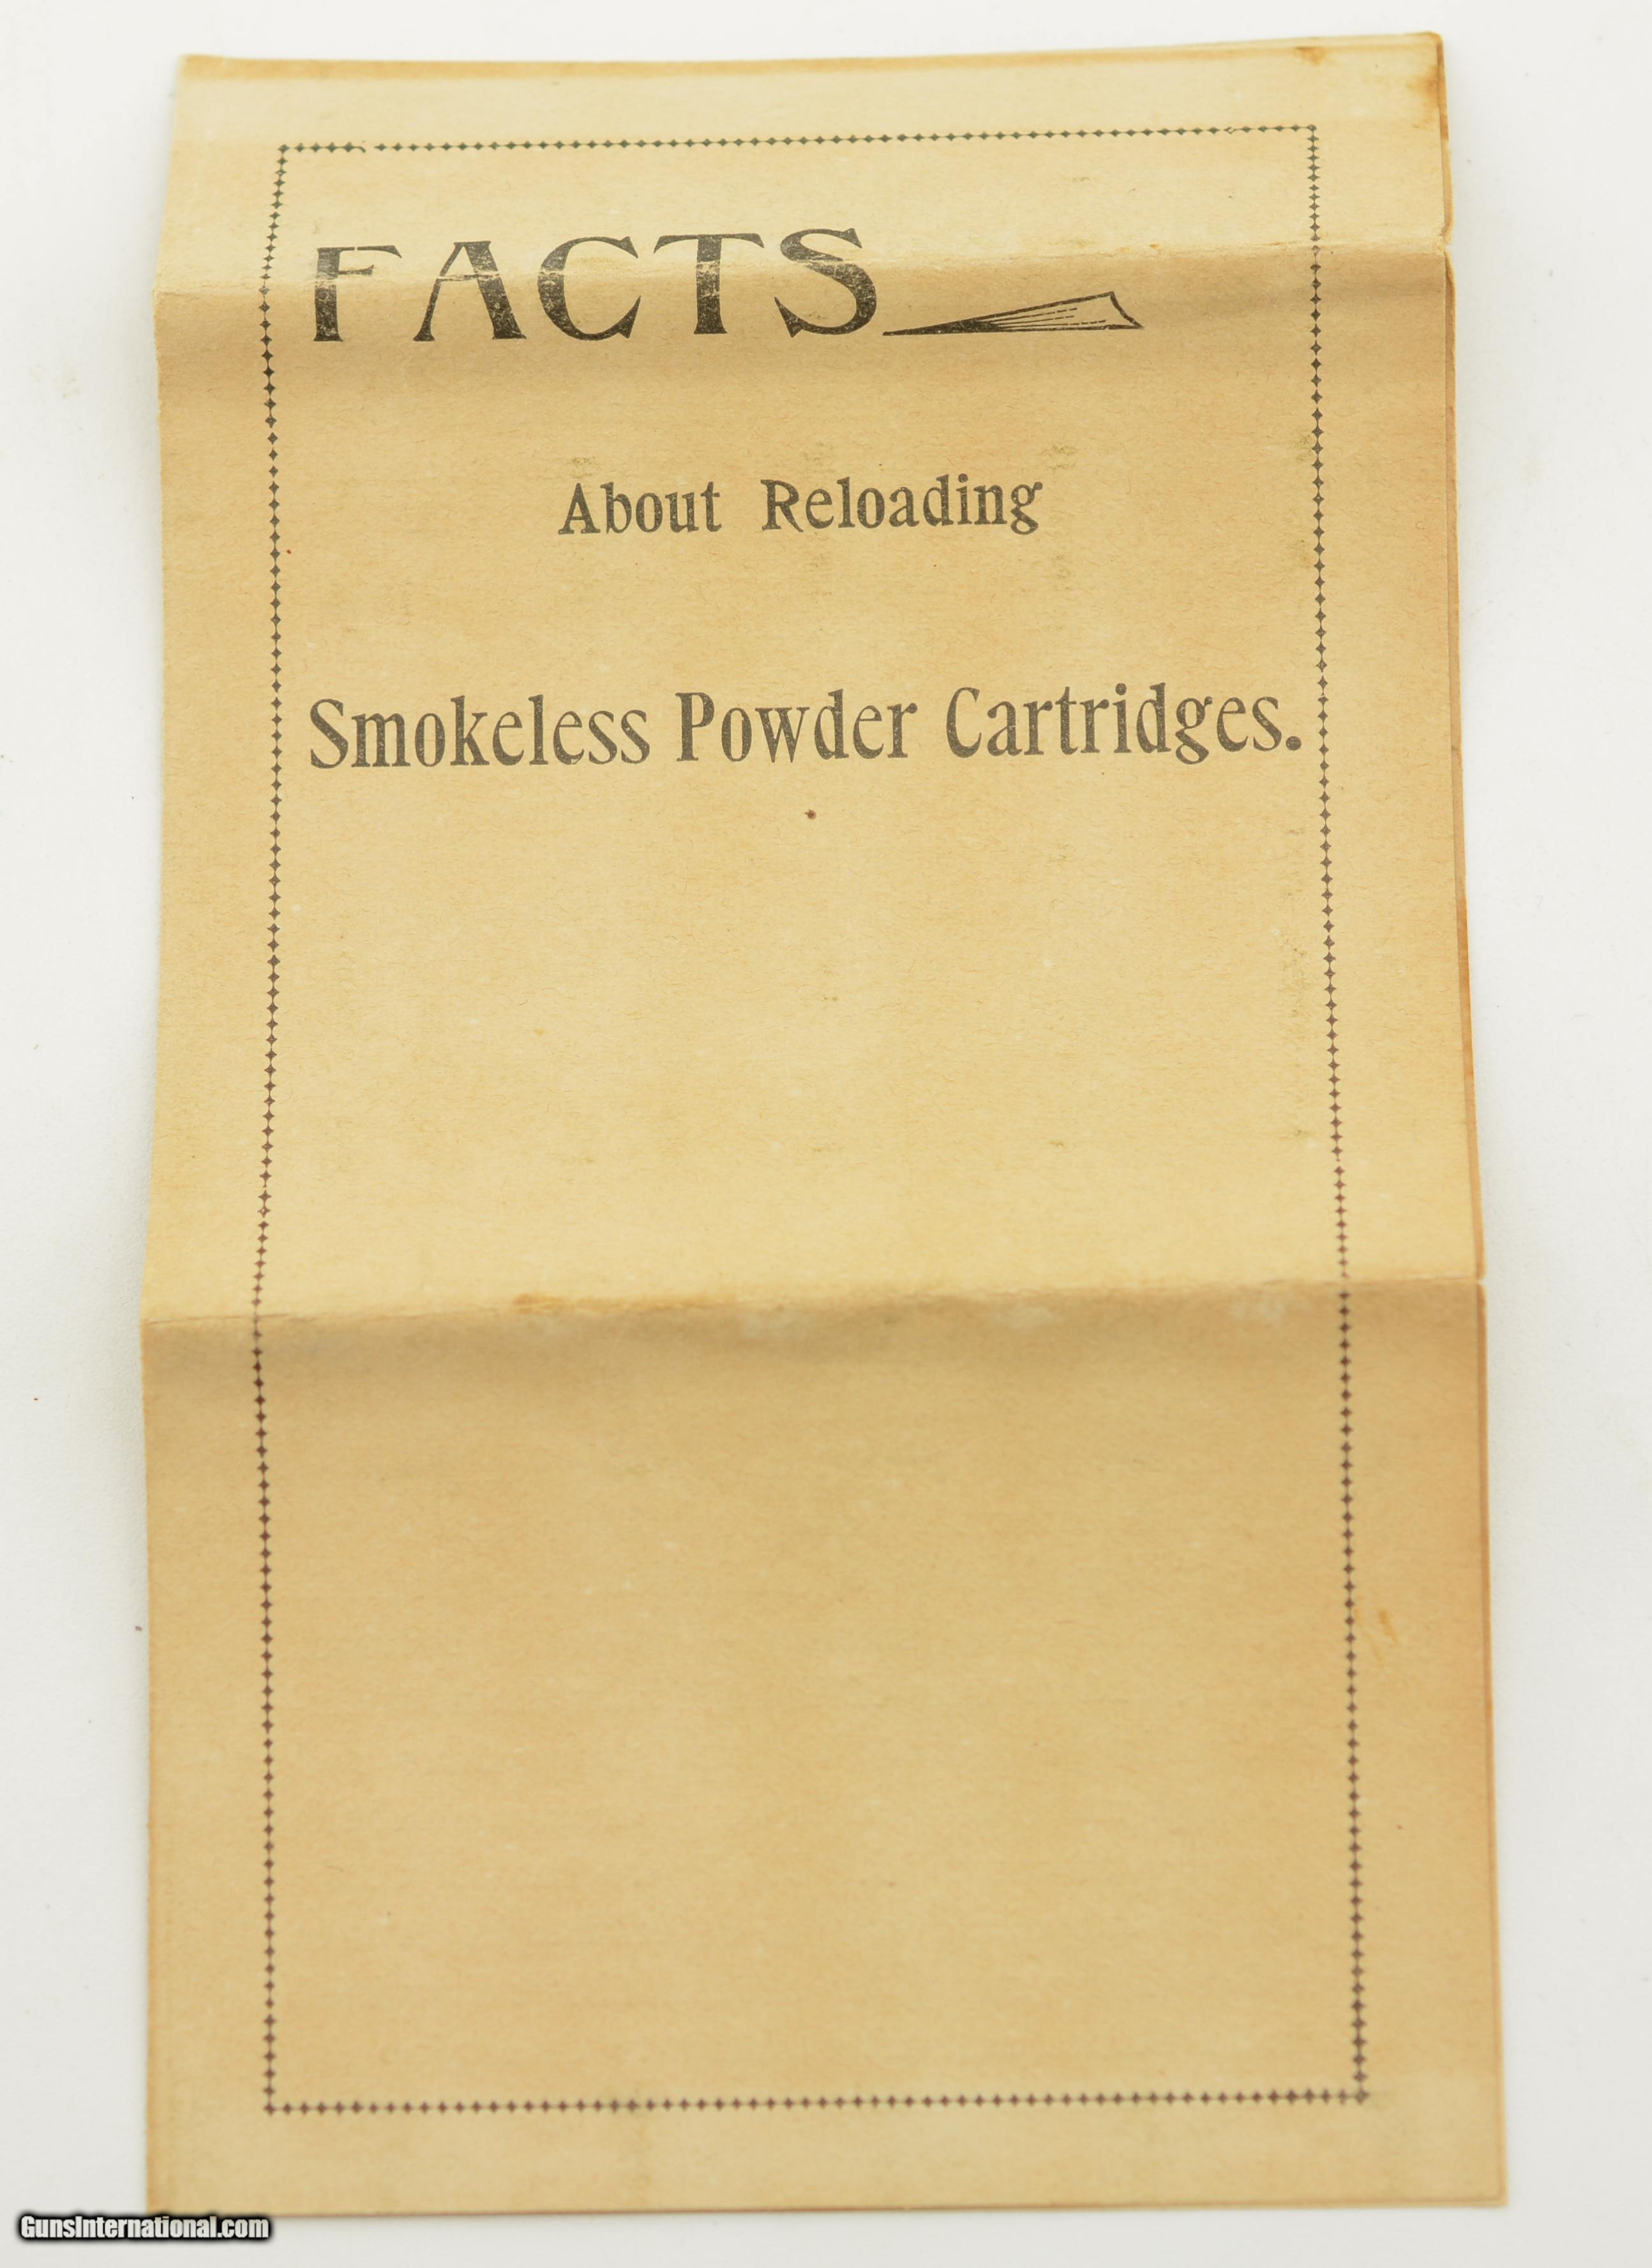 FACTS
About Reloading
Smokeless Powder Cartridges.
GunsInternational.com